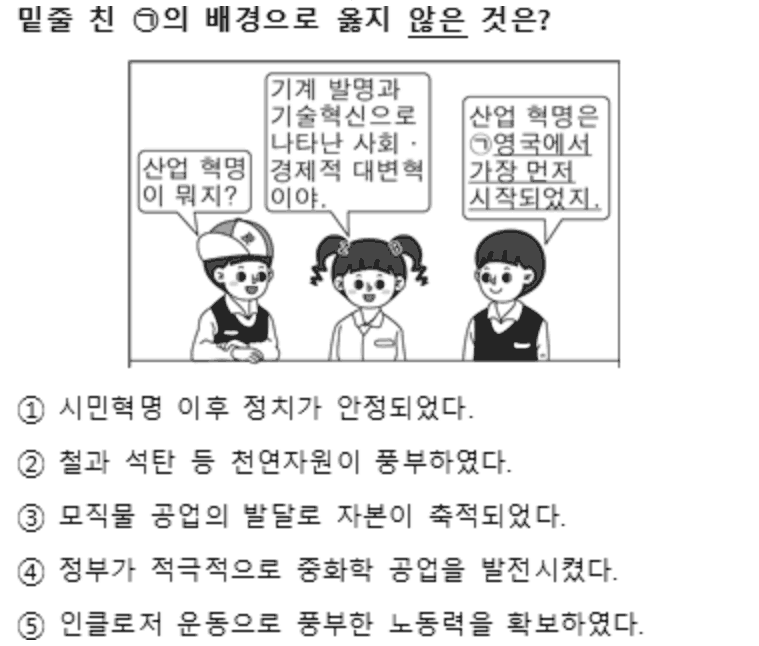 밑줄 친 ㉠의 배경으로 옳지 않은 것은?
산업 혁명
이 뭐지?
기계 발명과
기술혁신으로
나타난 사회 ·
경제적 대변혁
이야.
산업 혁명은
㉠영국에서
가장 먼저
시작되었지.
① 시민혁명 이후 정치가 안정되었다.
② 철과 석탄 등 천연자원이 풍부하였다.
③ 모직물 공업의 발달로 자본이 축적되었다.
④ 정부가 적극적으로 중화학 공업을 발전시켰다.
⑤ 인클로저 운동으로 풍부한 노동력을 확보하였다.